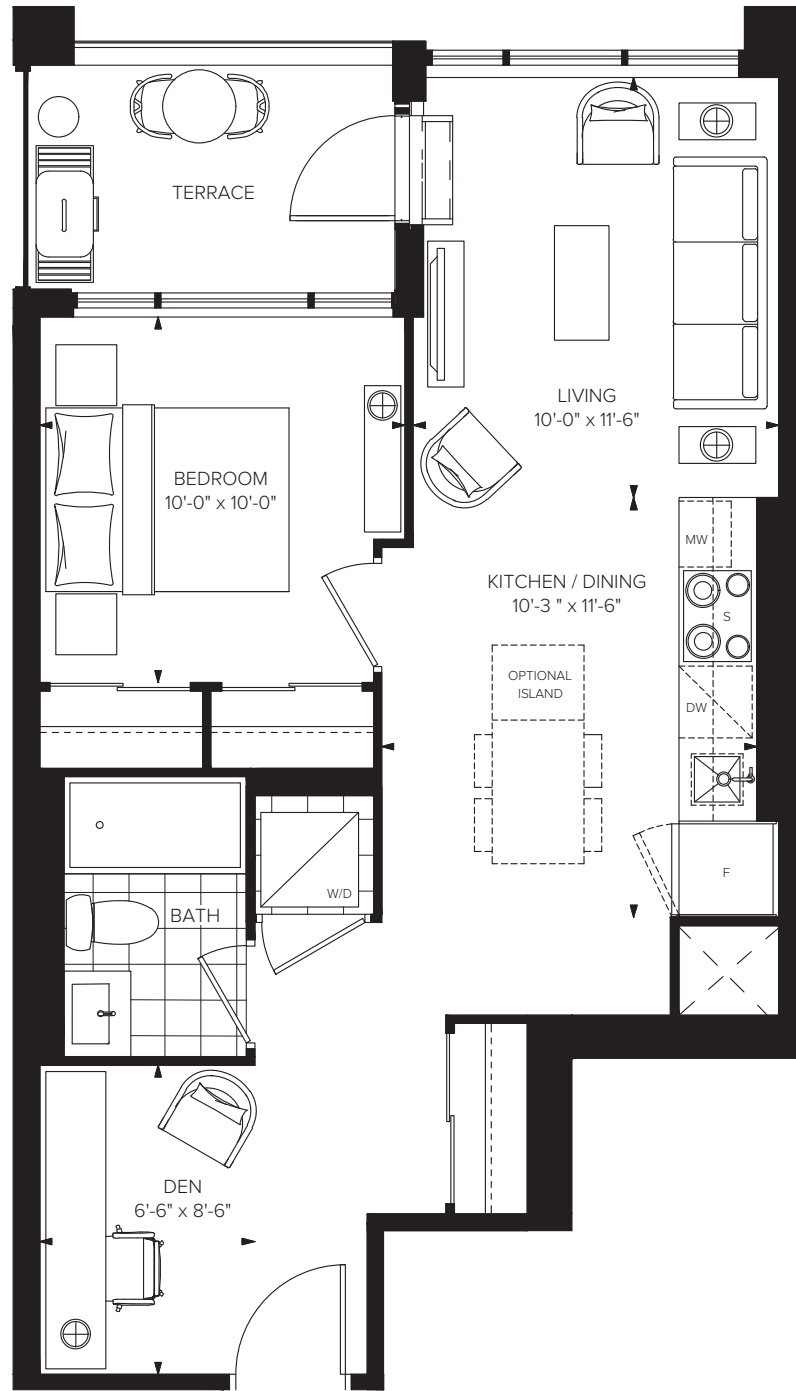 TERRACE
LIVING
10'-0" x 11'-6"
BEDROOM
10'-0" x 10'-0"
MW
KITCHEN / DINING
10'-3 " x 11'-6"
S
OPTIONAL
ISLAND
DW
F
W/D
BATH
DEN
6'-6" x 8'-6"